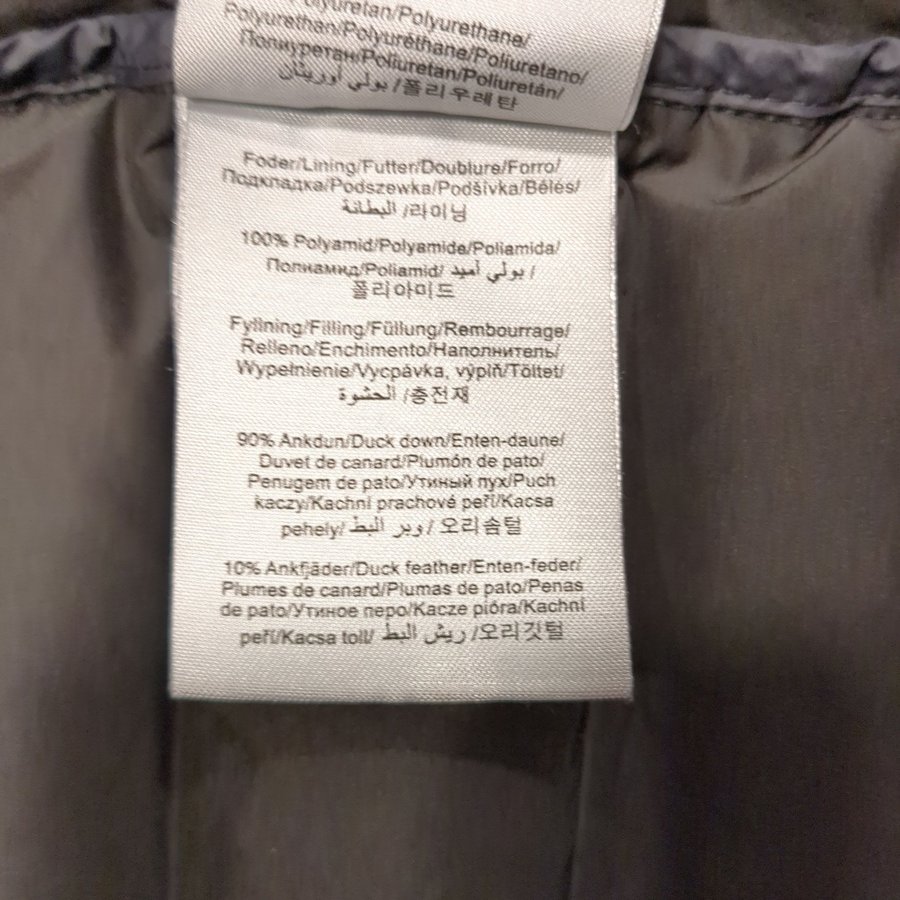 Polyuretan/Polyurethane/
Polyurethan/Polyuréthane/Poliuretano/
Полиуретан/Poliuretan/Poliuretán/
بولي أوريثان/폴리우레탄
Foder/Lining/Futter/Doublure/Forro/
Подкладка/Podszewka/Podšívka/Bélés/
البطانة/라이닝
100% Polyamid/Polyamide/Poliamida/
Полиамид/Poliamid/ بولي أميد /
폴리아미드
Fyllning/Filling/Füllung/Rembourrage/
Relleno/Enchimento/Наполнитель/
Wypełnienie/Vycpávka, výplň/Töltet/
الحشوة /충전재
90% Ankdun/Duck down/Enten-daune/
Duvet de canard/Plumón de pato/
Penugem de pato/Утиный пух/Puch
kaczy/Kachní prachové peří/Kacsa
pehely/ وبر البط /오리솜털
10% Ankfjäder/Duck feather/Enten-feder/
Plumes de canard/Plumas de pato/Penas
de pato/Утиное перо/Kacze pióra/Kachní
peří/Kacsa toll/ ريش البط /오리깃털